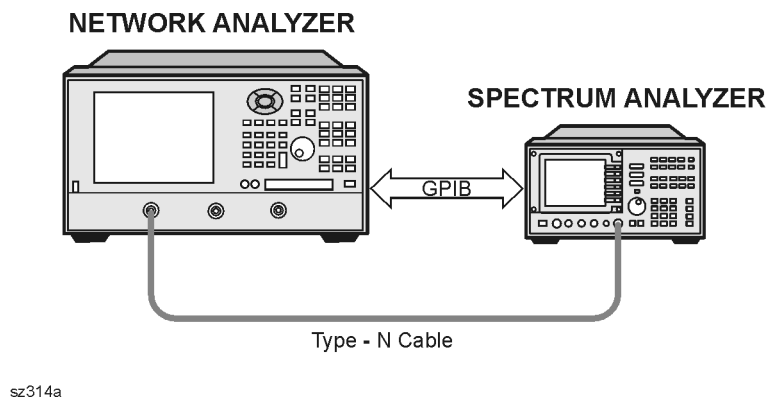 NETWORK ANALYZER
SPECTRUM ANALYZER
GPIB
Type - N Cable
sz314a